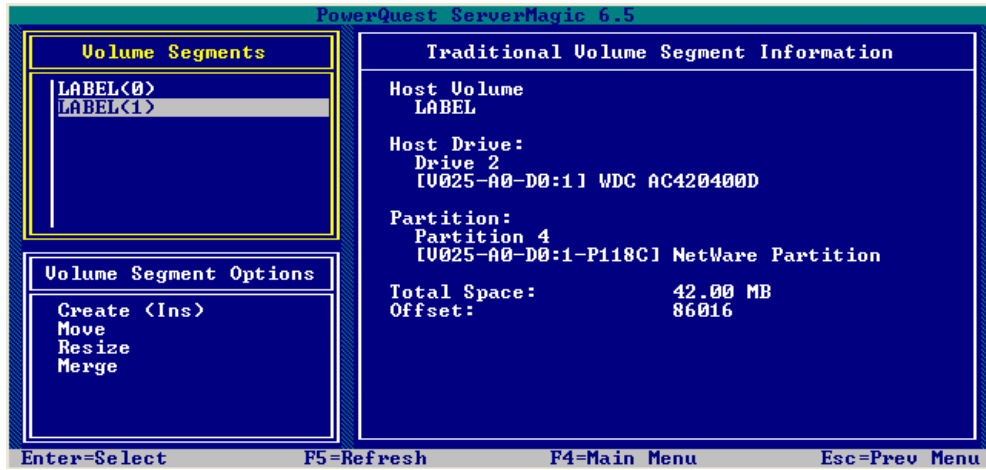 PowerQuest ServerMagic 6.5
Volume Segments
LABEL(0)
LABEL(1)
Volume Segment Options
Create (Ins)
Move
Resize
Merge
Traditional Volume Segment Information
Host Volume
LABEL
Host Drive:
Drive 2
[V025-A0-D0:1] WDC AC420400D
Partition:
Partition 4
[V025-A0-D0:1-P118C] NetWare Partition
Total Space: 42.00 MB
Offset: 86016
Enter=Select F5=Refresh F4=Main Menu Esc=Prev Menu